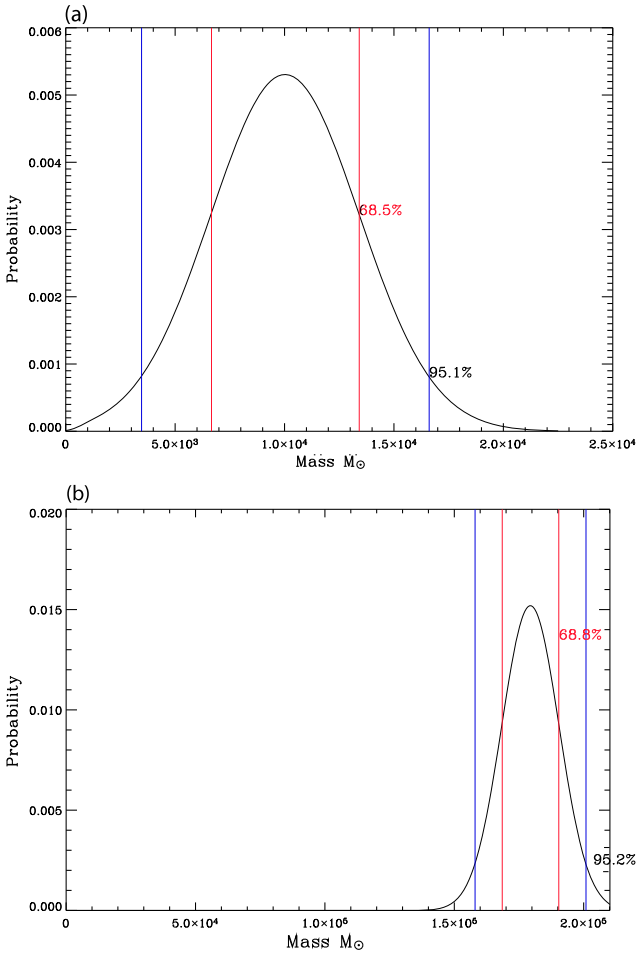 (a)
0.006
0.005
0.004
0.003
0.002
0.001
0.000
Probability
68.5%
95.1%
0 5.0×10³ 1.0×10⁴ 1.5×10⁴ 2.0×10⁴ 2.5×10⁴
Mass M⊙
(b)
0.020
0.015
0.010
0.005
0.000
Probability
68.8%
95.2%
0 5.0×10⁴ 1.0×10⁵ 1.5×10⁵ 2.0×10⁵
Mass M⊙